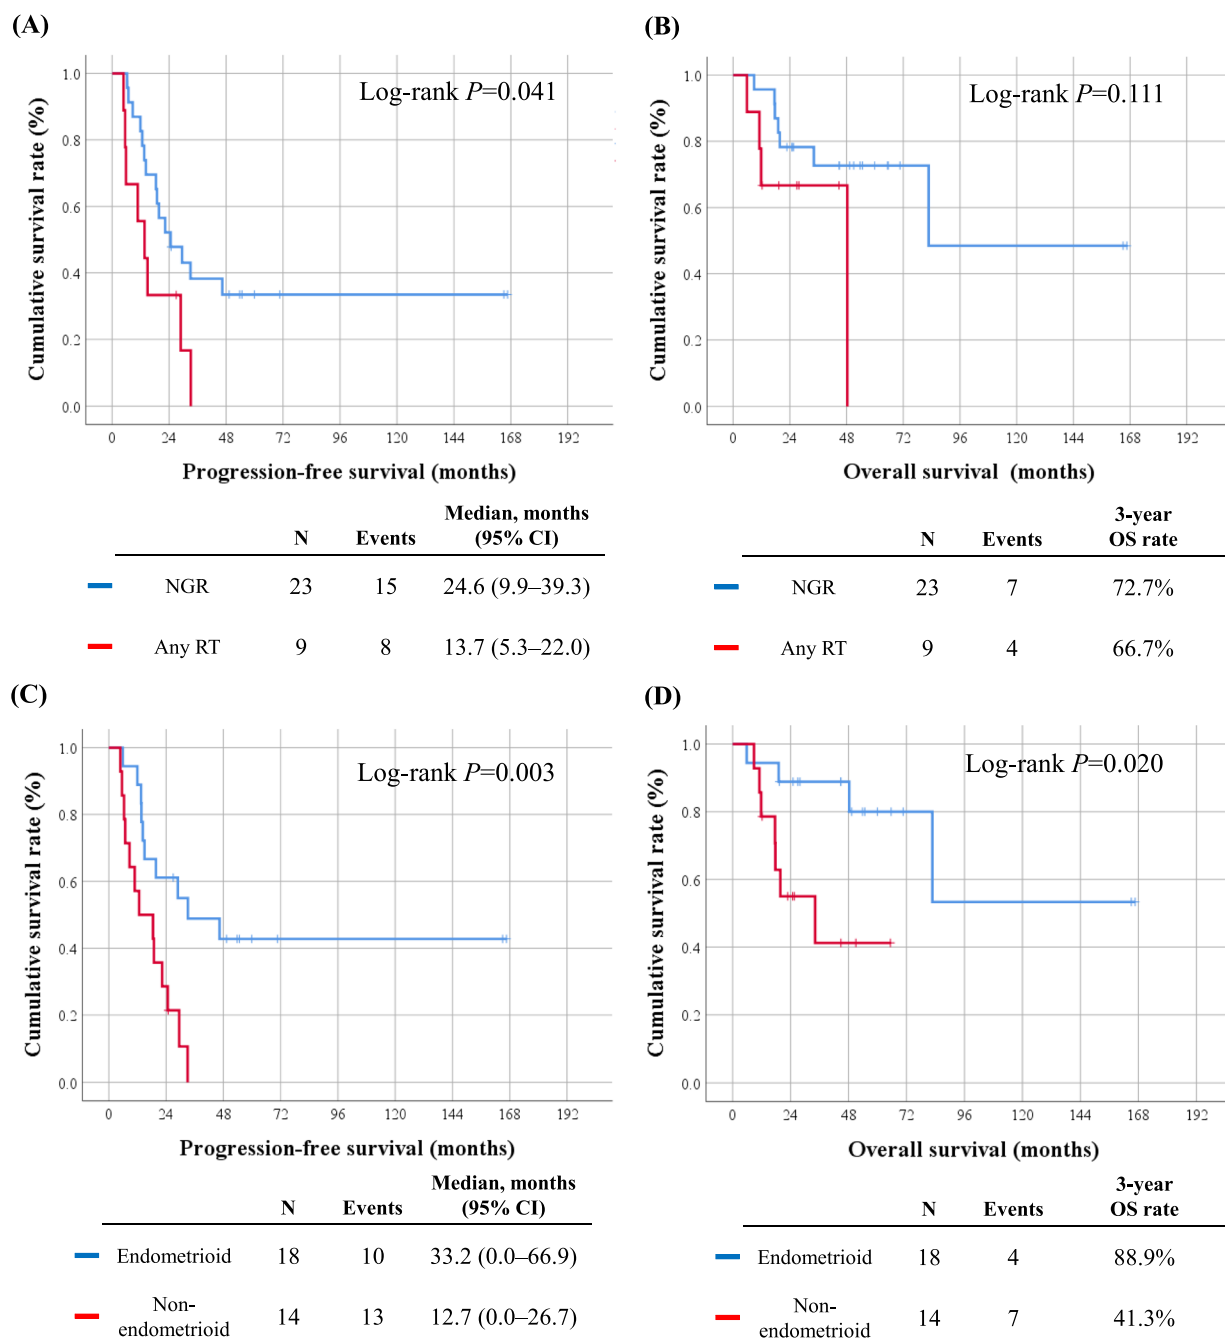 (A)
Log-rank P=0.041
Cumulative survival rate (%)
1.0
0.8
0.6
0.4
0.2
0.0
0 24 48 72 96 120 144 168 192
Progression-free survival (months)
N Events Median, months (95% CI)
NGR 23 15 24.6 (9.9–39.3)
Any RT 9 8 13.7 (5.3–22.0)
(B)
Log-rank P=0.111
Cumulative survival rate (%)
1.0
0.8
0.6
0.4
0.2
0.0
0 24 48 72 96 120 144 168 192
Overall survival (months)
N Events 3-year OS rate
NGR 23 7 72.7%
Any RT 9 4 66.7%
(C)
Log-rank P=0.003
Cumulative survival rate (%)
1.0
0.8
0.6
0.4
0.2
0.0
0 24 48 72 96 120 144 168 192
Progression-free survival (months)
N Events Median, months (95% CI)
Endometrioid 18 10 33.2 (0.0–66.9)
Non-endometrioid 14 13 12.7 (0.0–26.7)
(D)
Log-rank P=0.020
Cumulative survival rate (%)
1.0
0.8
0.6
0.4
0.2
0.0
0 24 48 72 96 120 144 168 192
Overall survival (months)
N Events 3-year OS rate
Endometrioid 18 4 88.9%
Non-endometrioid 14 7 41.3%